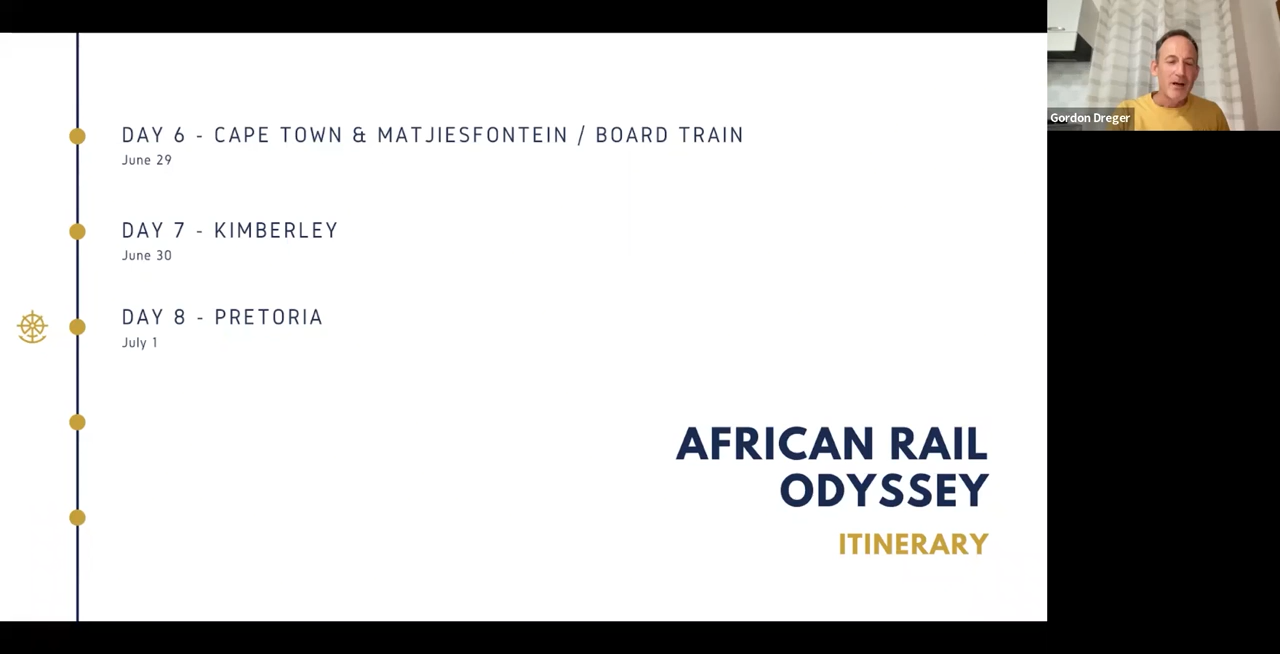 DAY 6 - CAPE TOWN & MATJIESFONTEIN / BOARD TRAIN
June 29
DAY 7 - KIMBERLEY
June 30
DAY 8 - PRETORIA
July 1
AFRICAN RAIL
ODYSSEY
ITINERARY
Gordon Dreger